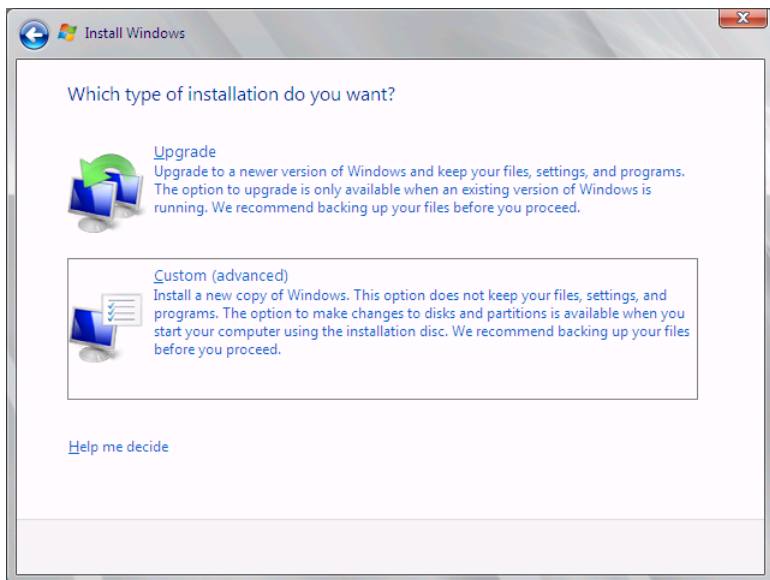 Install Windows
Which type of installation do you want?
Upgrade
Upgrade to a newer version of Windows and keep your files, settings, and programs.
The option to upgrade is only available when an existing version of Windows is
running. We recommend backing up your files before you proceed.
Custom (advanced)
Install a new copy of Windows. This option does not keep your files, settings, and
programs. The option to make changes to disks and partitions is available when you
start your computer using the installation disc. We recommend backing up your files
before you proceed.
Help me decide